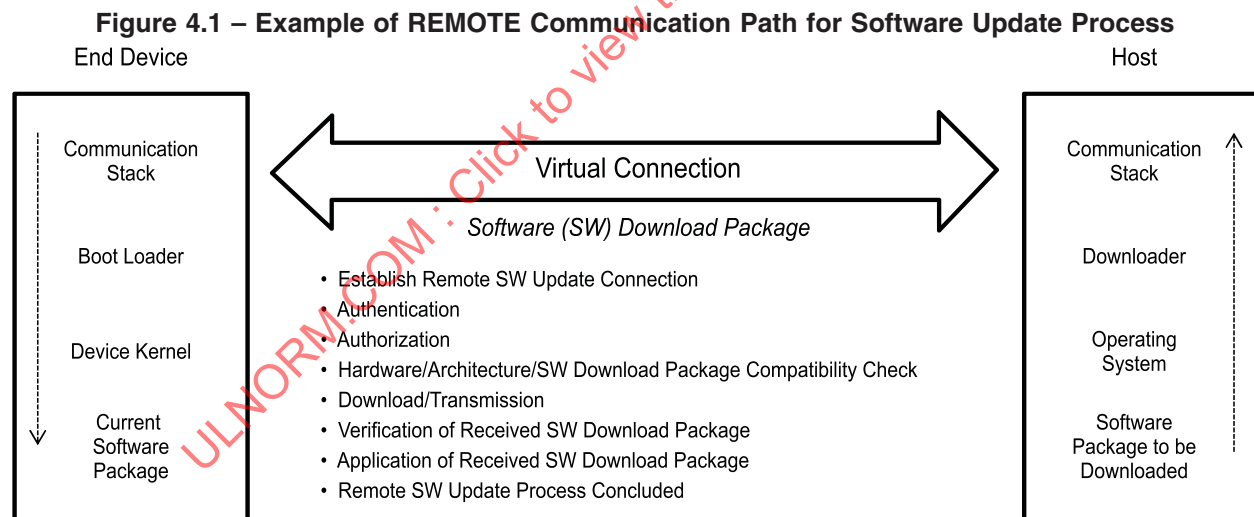 Figure 4.1 – Example of REMOTE Communication Path for Software Update Process
End Device
Host
Communication
Stack
Boot Loader
Device Kernel
Current
Software
Package
Virtual Connection
Software (SW) Download Package
• Establish Remote SW Update Connection
• Authentication
• Authorization
• Hardware/Architecture/SW Download Package Compatibility Check
• Download/Transmission
• Verification of Received SW Download Package
• Application of Received SW Download Package
• Remote SW Update Process Concluded
Communication
Stack
Downloader
Operating
System
Software
Package to be
Downloaded
ULNORM.COM : Click to view